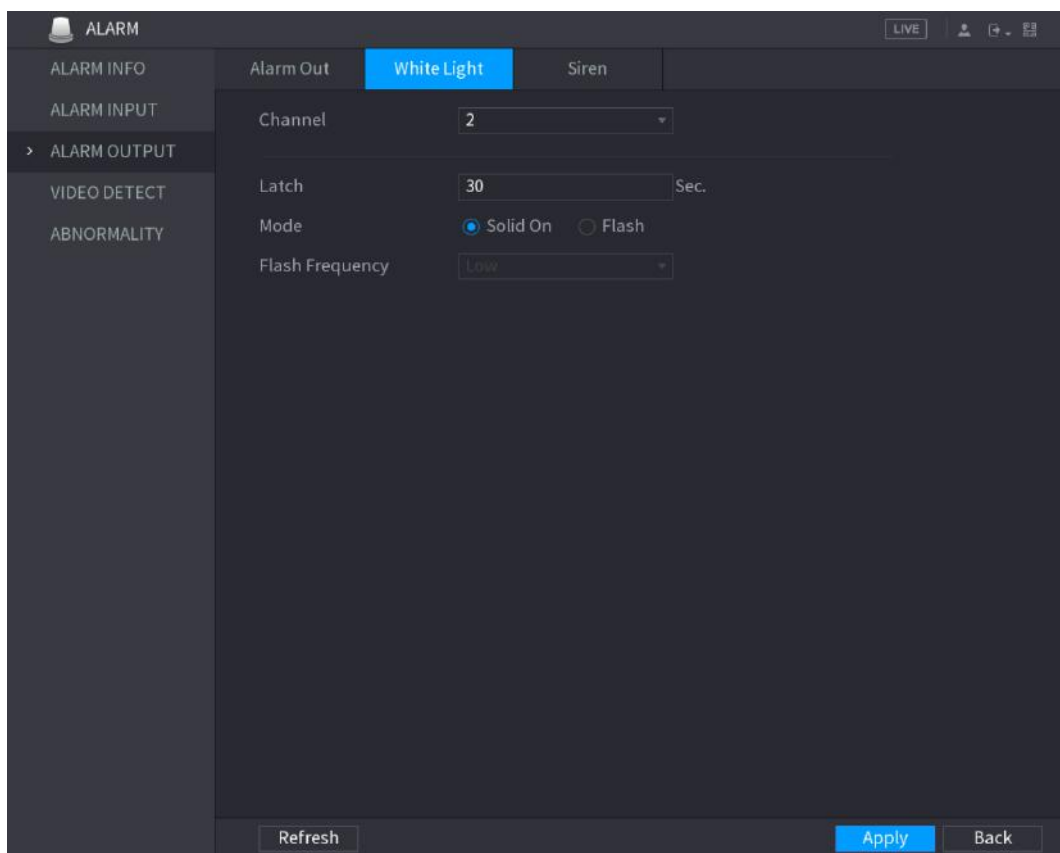 ALARM
LIVE
ALARM INFO
ALARM INPUT
> ALARM OUTPUT
VIDEO DETECT
ABNORMALITY
Alarm Out White Light Siren
Channel 2
Latch 30 Sec.
Mode Solid On Flash
Flash Frequency Low
Refresh Apply Back